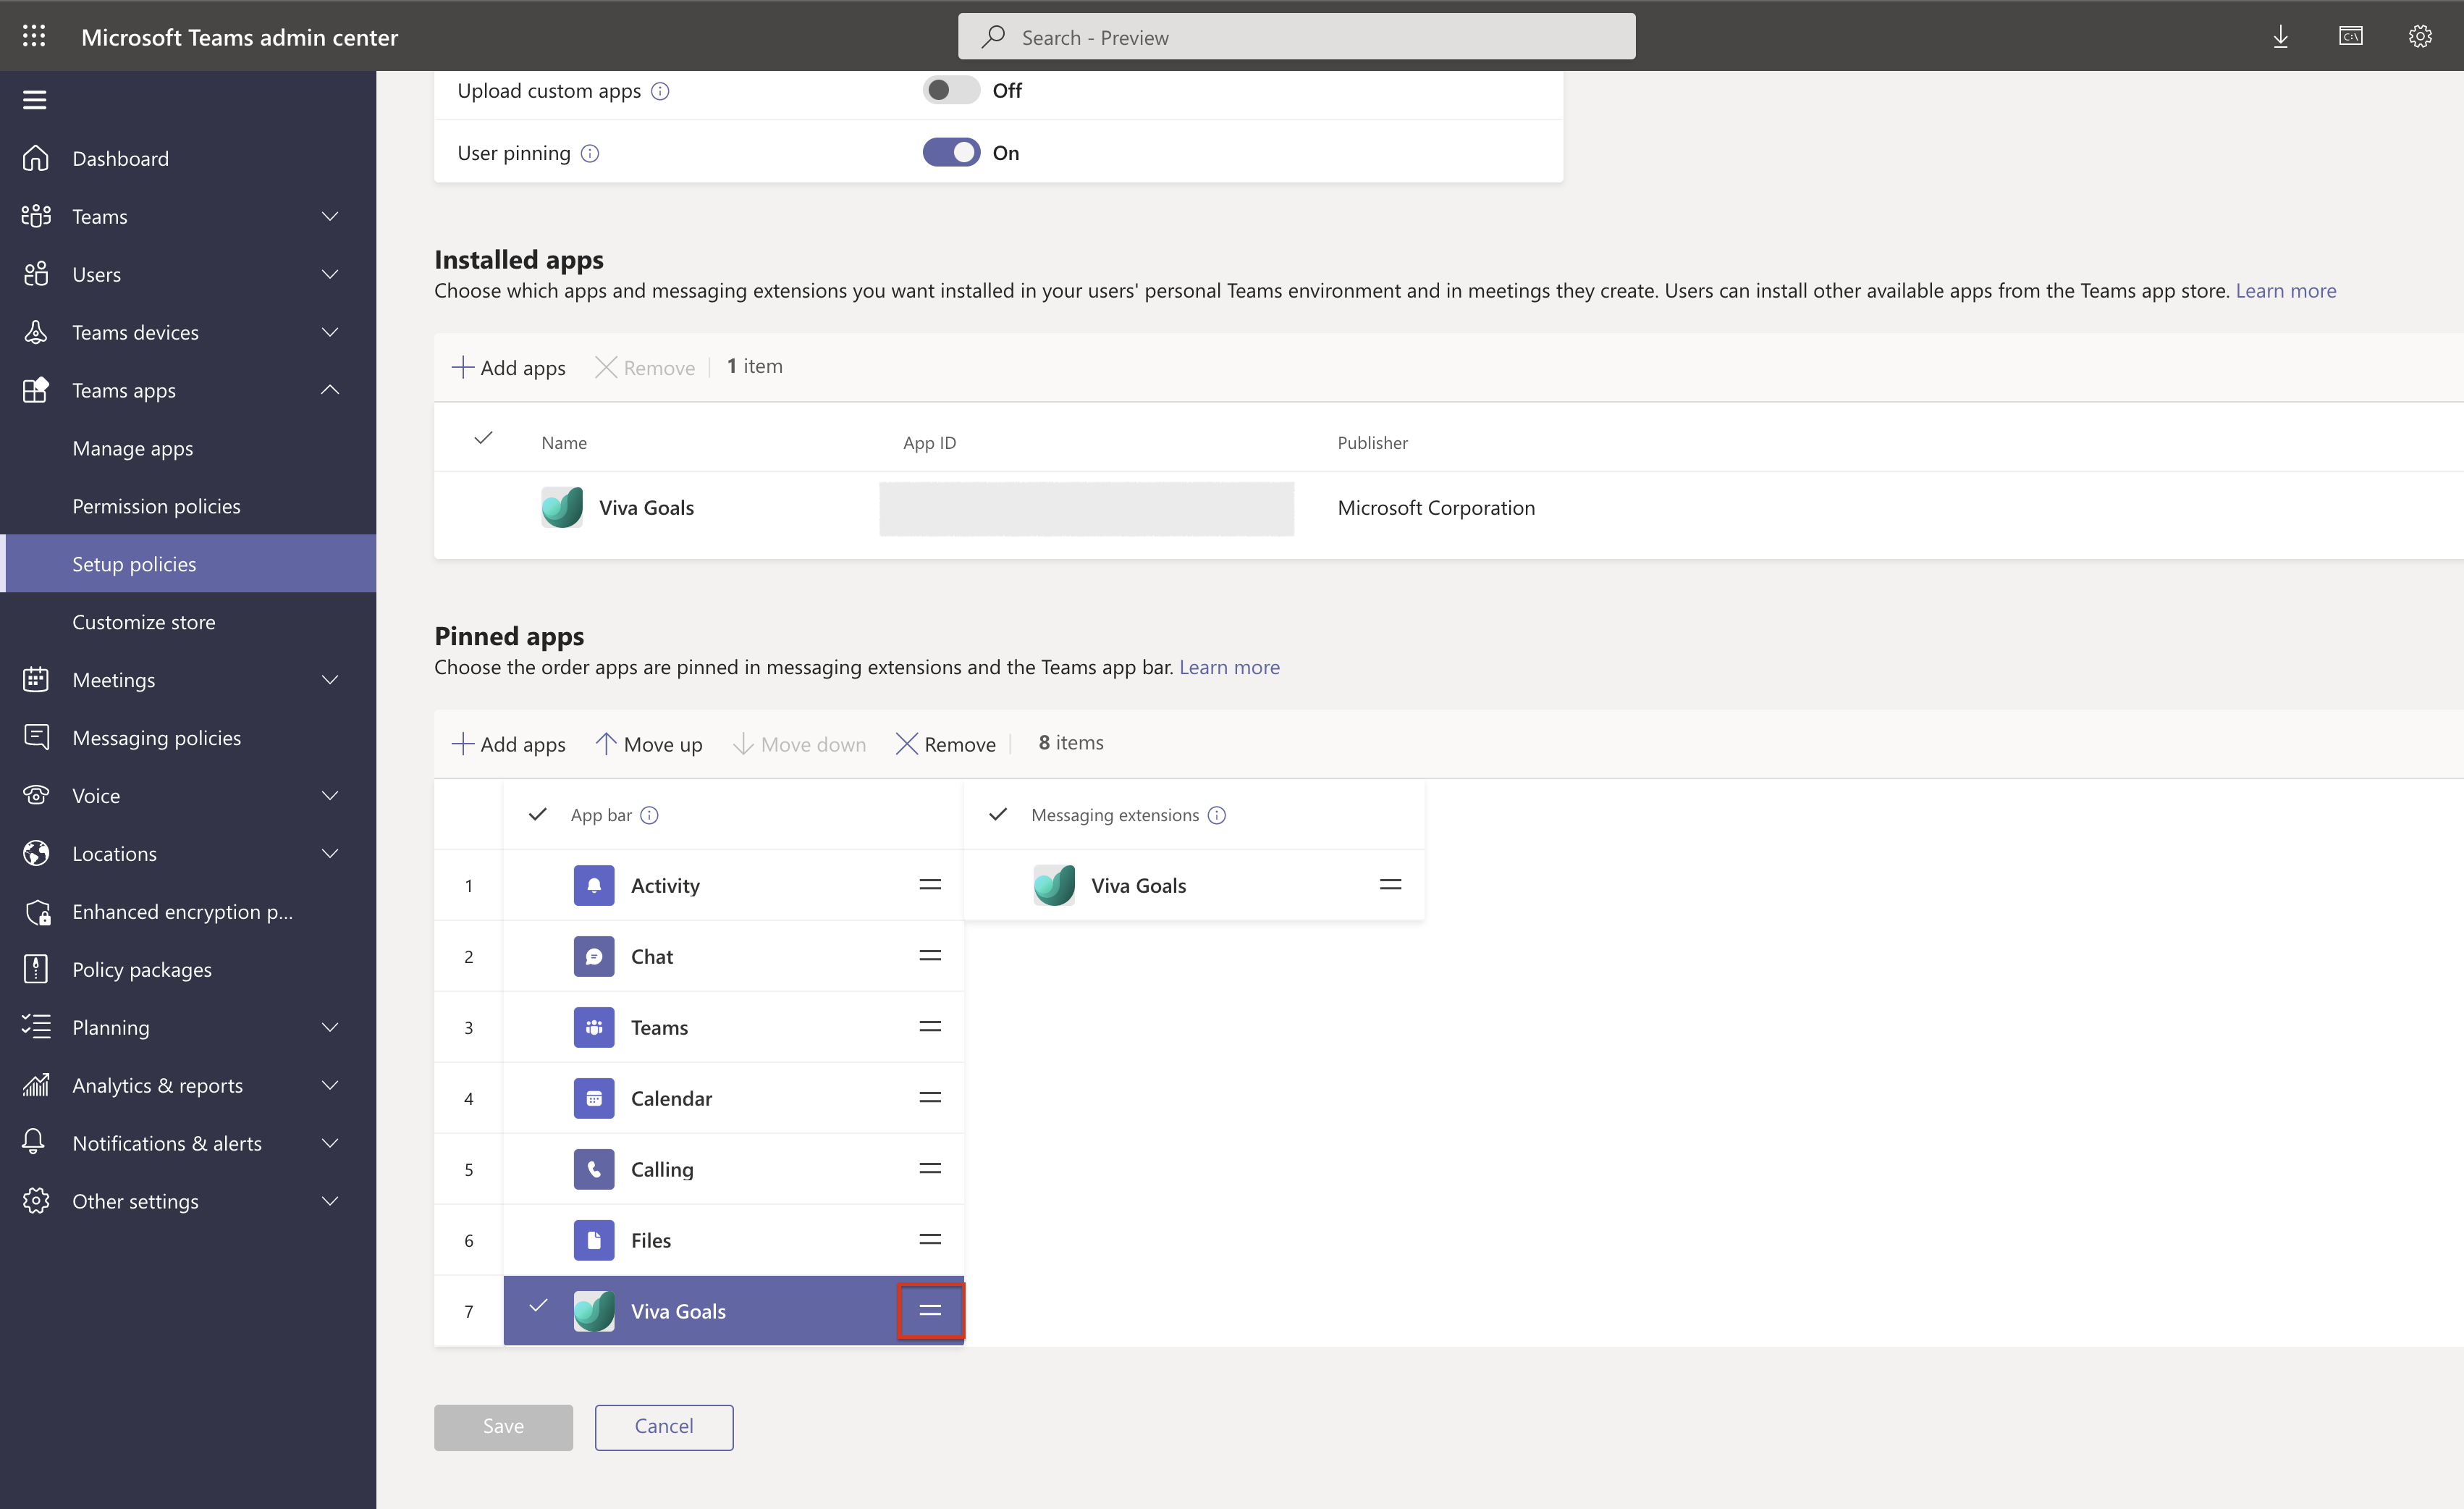 Microsoft Teams admin center
Search - Preview
Dashboard
Teams
Users
Teams devices
Teams apps
Manage apps
Permission policies
Setup policies
Customize store
Meetings
Messaging policies
Voice
Locations
Enhanced encryption p...
Policy packages
Planning
Analytics & reports
Notifications & alerts
Other settings
Upload custom apps Off
User pinning On
Installed apps
Choose which apps and messaging extensions you want installed in your users' personal Teams environment and in meetings they create. Users can install other available apps from the Teams app store. Learn more
Add apps Remove 1 item
Name App ID Publisher
Viva Goals Microsoft Corporation
Pinned apps
Choose the order apps are pinned in messaging extensions and the Teams app bar. Learn more
Add apps Move up Move down Remove 8 items
App bar Messaging extensions
1 Activity Viva Goals
2 Chat
3 Teams
4 Calendar
5 Calling
6 Files
7 Viva Goals
Save Cancel